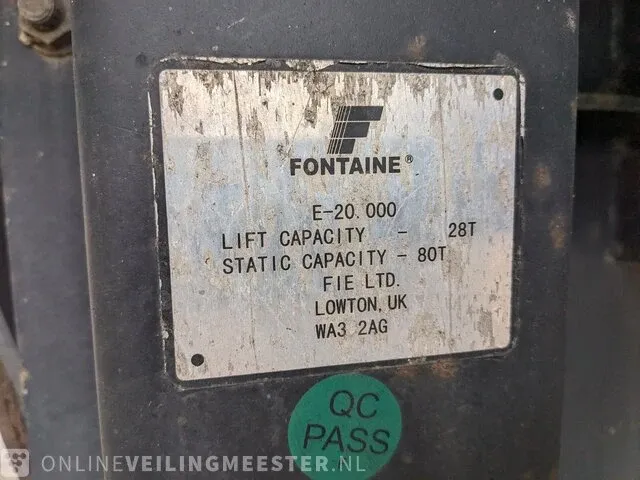 FONTAINE®
E-20.000
LIFT CAPACITY - 28T
STATIC CAPACITY - 80T
FIE LTD.
LOWTON, UK
WA3 2AG
QC
PASS
ONLINEVEILINGMEESTER.NL